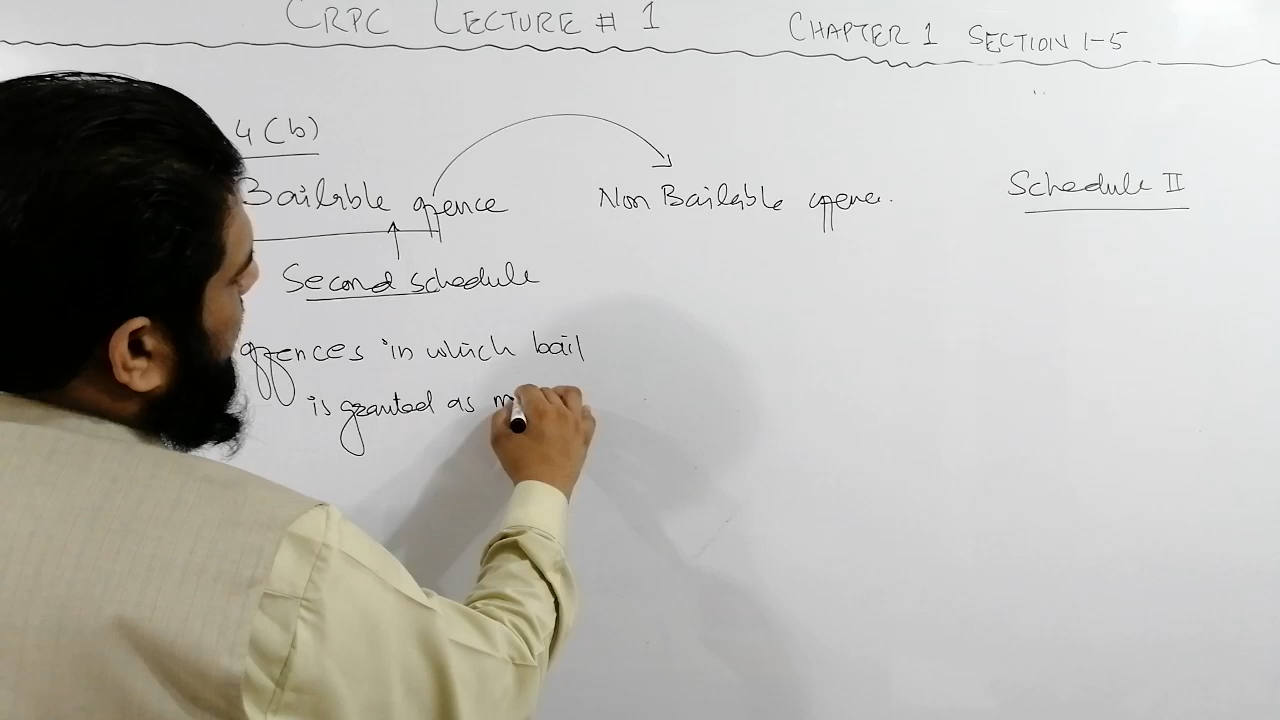 CRPC LECTURE # 1
CHAPTER 1 SECTION 1-5
4 (b)
Bailable offence
Non Bailable offence.
Schedule II
Second schedule
offences in which bail
is granted as m